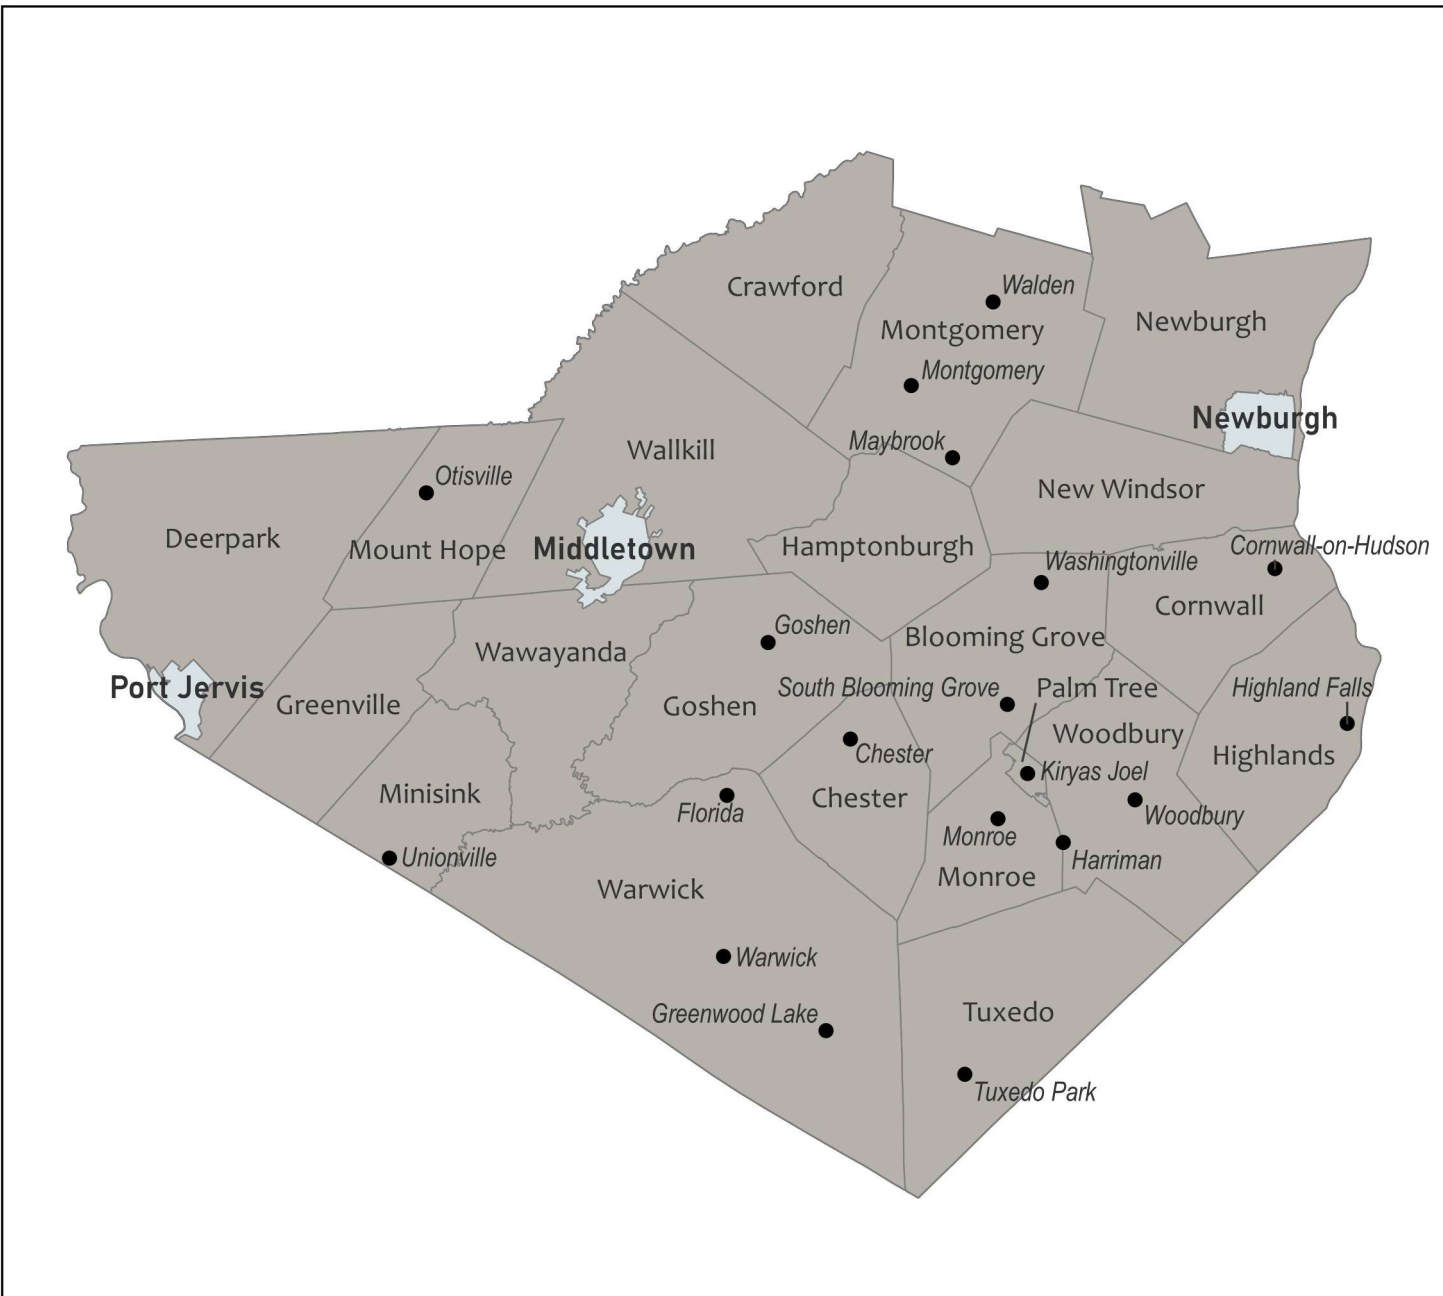 Walden
Crawford
Newburgh
Montgomery
Montgomery
Newburgh
Maybrook
Wallkill
Otisville
New Windsor
Deerpark
Mount Hope
Middletown
Hamptonburgh
Cornwall-on-Hudson
Washingtonville
Cornwall
Goshen
Blooming Grove
Wawayanda
Port Jervis
South Blooming Grove
Palm Tree
Highland Falls
Greenville
Goshen
Woodbury
Chester
Highlands
Kiryas Joel
Minisink
Chester
Florida
Woodbury
Monroe
Unionville
Harriman
Warwick
Monroe
Warwick
Greenwood Lake
Tuxedo
Tuxedo Park